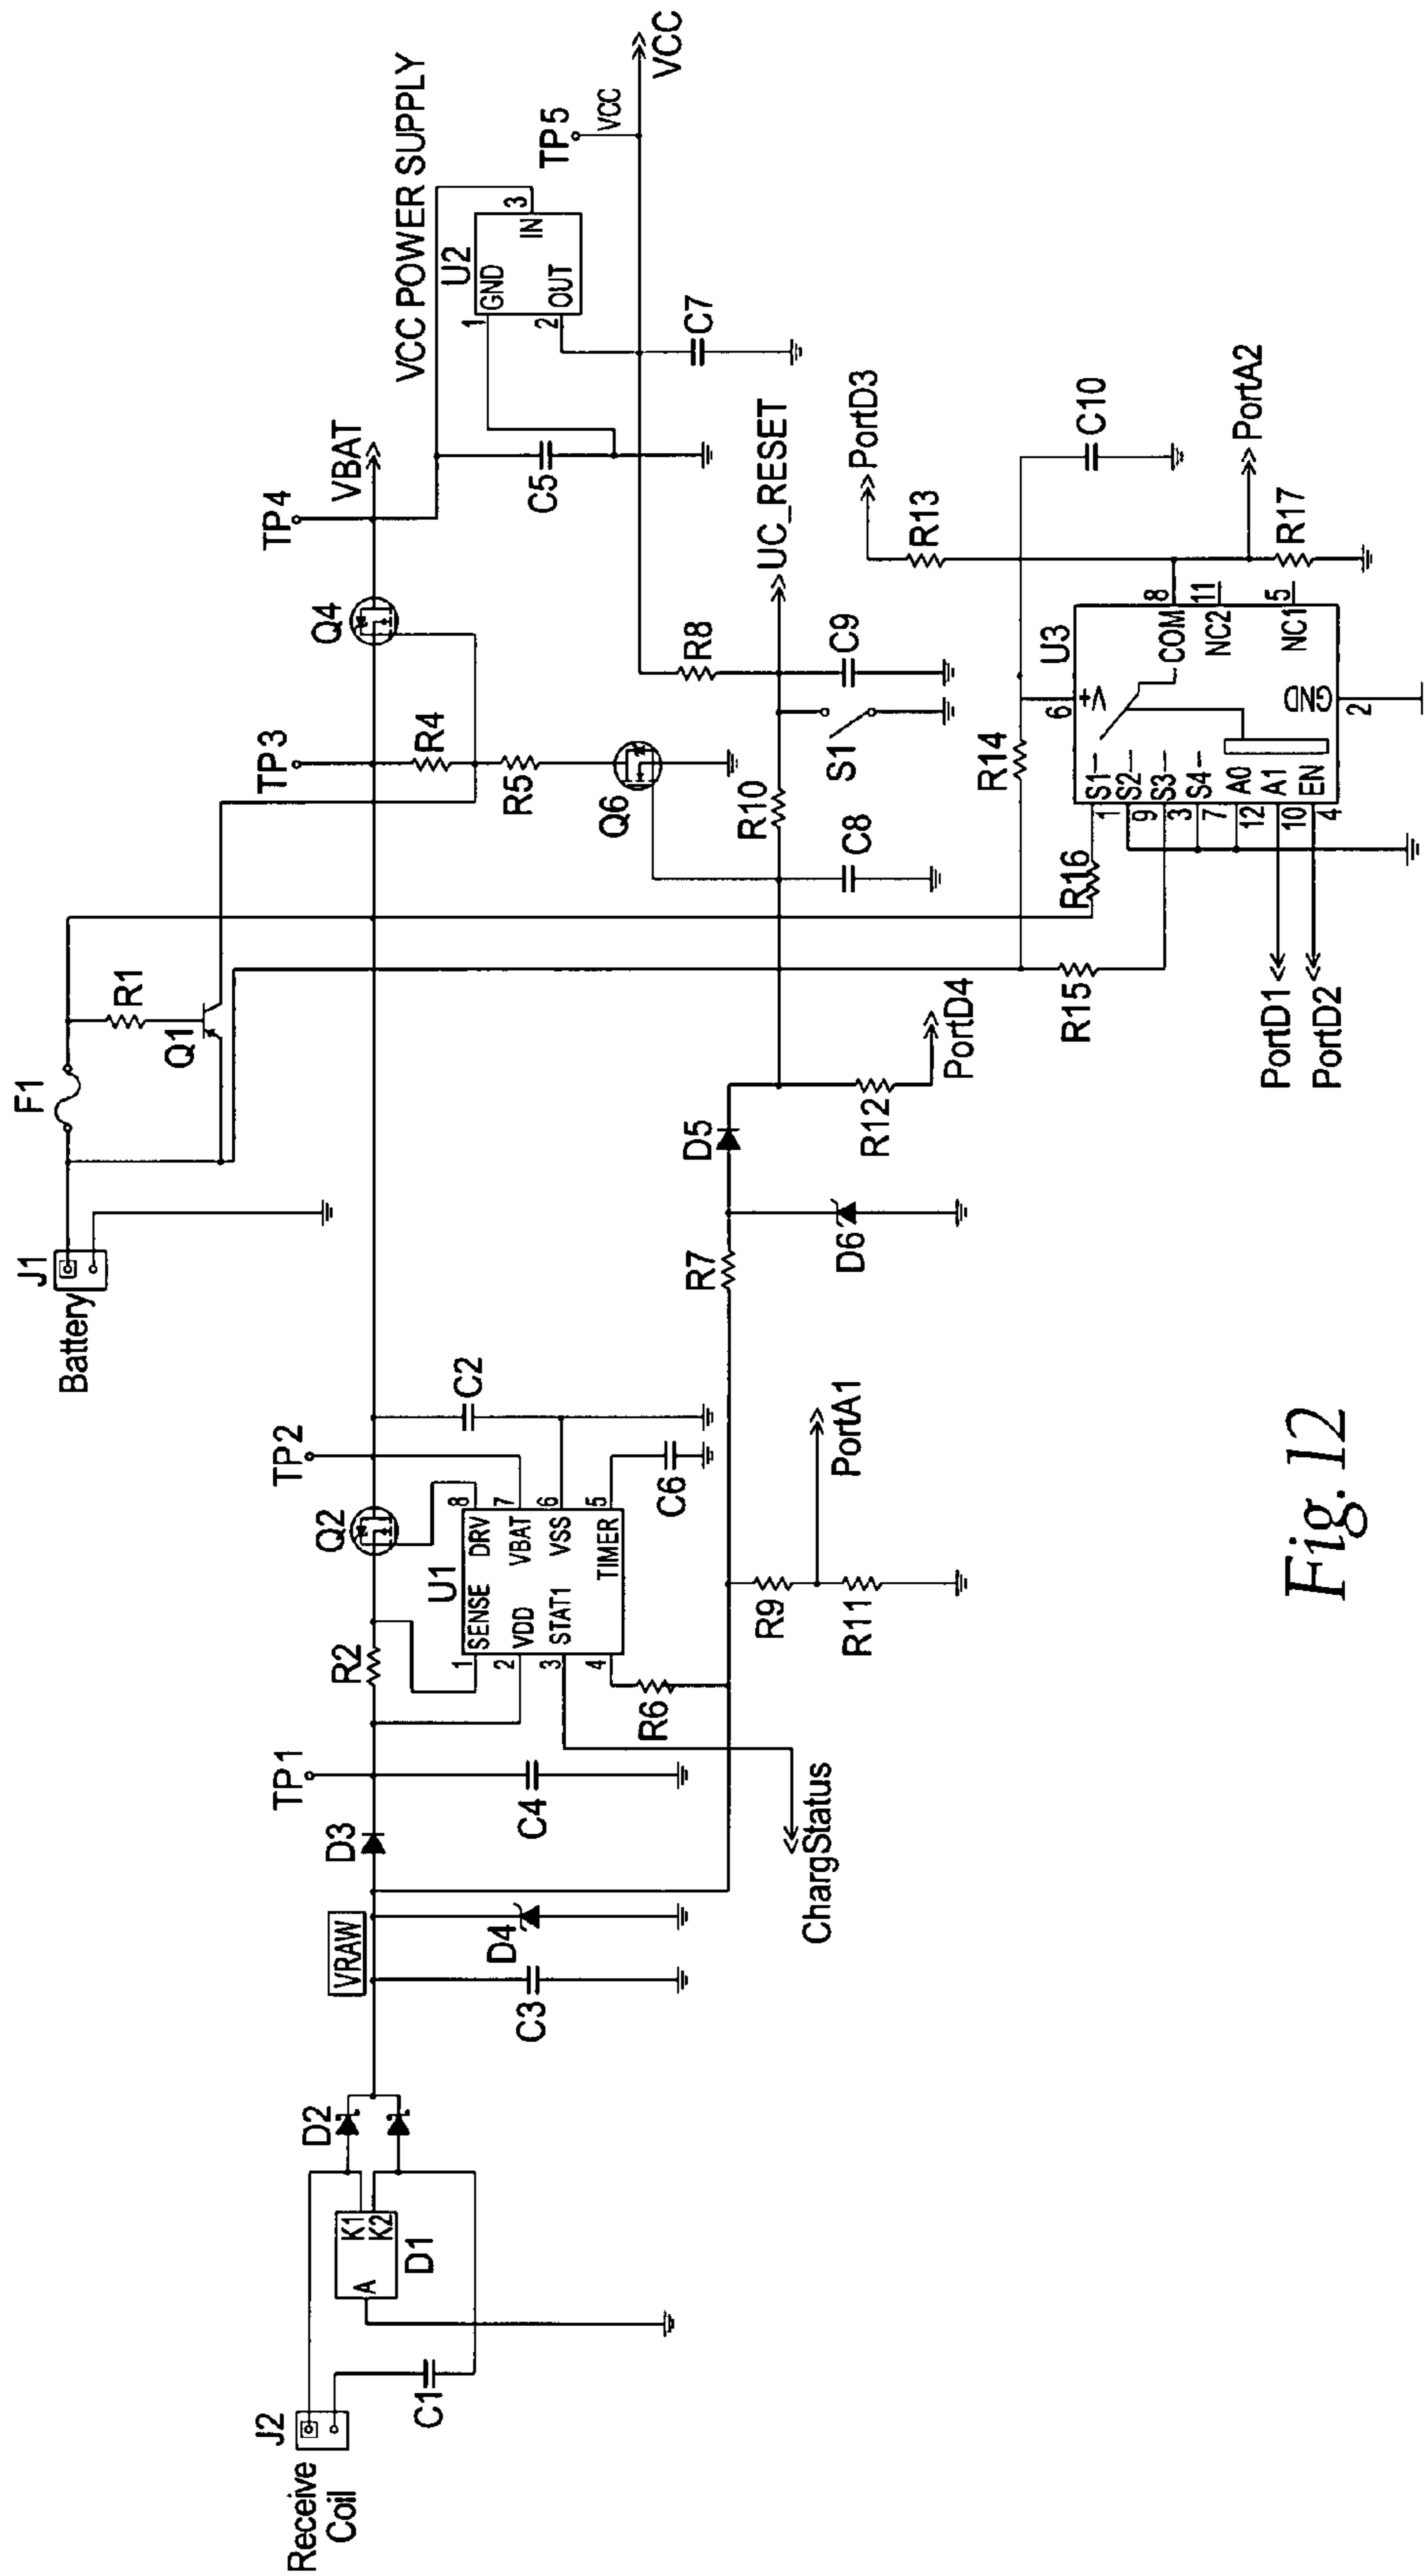 Receive
Coil
J2
C1
A
K1
K2
D1
D2
VRAW
C3
D4
D3
TP1
C4
ChargStatus
R2
Q2
TP2
C2
U1
1
SENSE
DRV
8
2
VDD
VBAT
7
3
STAT1
VSS
6
4
TIMER
5
R6
C6
R9
R11
PortA1
J1
Battery
F1
R1
Q1
R7
D6
D5
R12
PortD4
TP3
R4
R5
Q6
Q4
TP4
VBAT
VCC POWER SUPPLY
U2
1
GND
IN
3
2
OUT
C5
C7
TP5
VCC
VCC
R10
C8
S1
R8
C9
UC_RESET
R14
R15
R16
U3
6
V+
1
S1
9
S2
3
S3
7
S4
12
A0
10
A1
4
EN
COM
8
NC2
11
NC1
5
GND
2
PortD1
PortD2
PortD3
R13
C10
PortA2
R17
Fig. 12